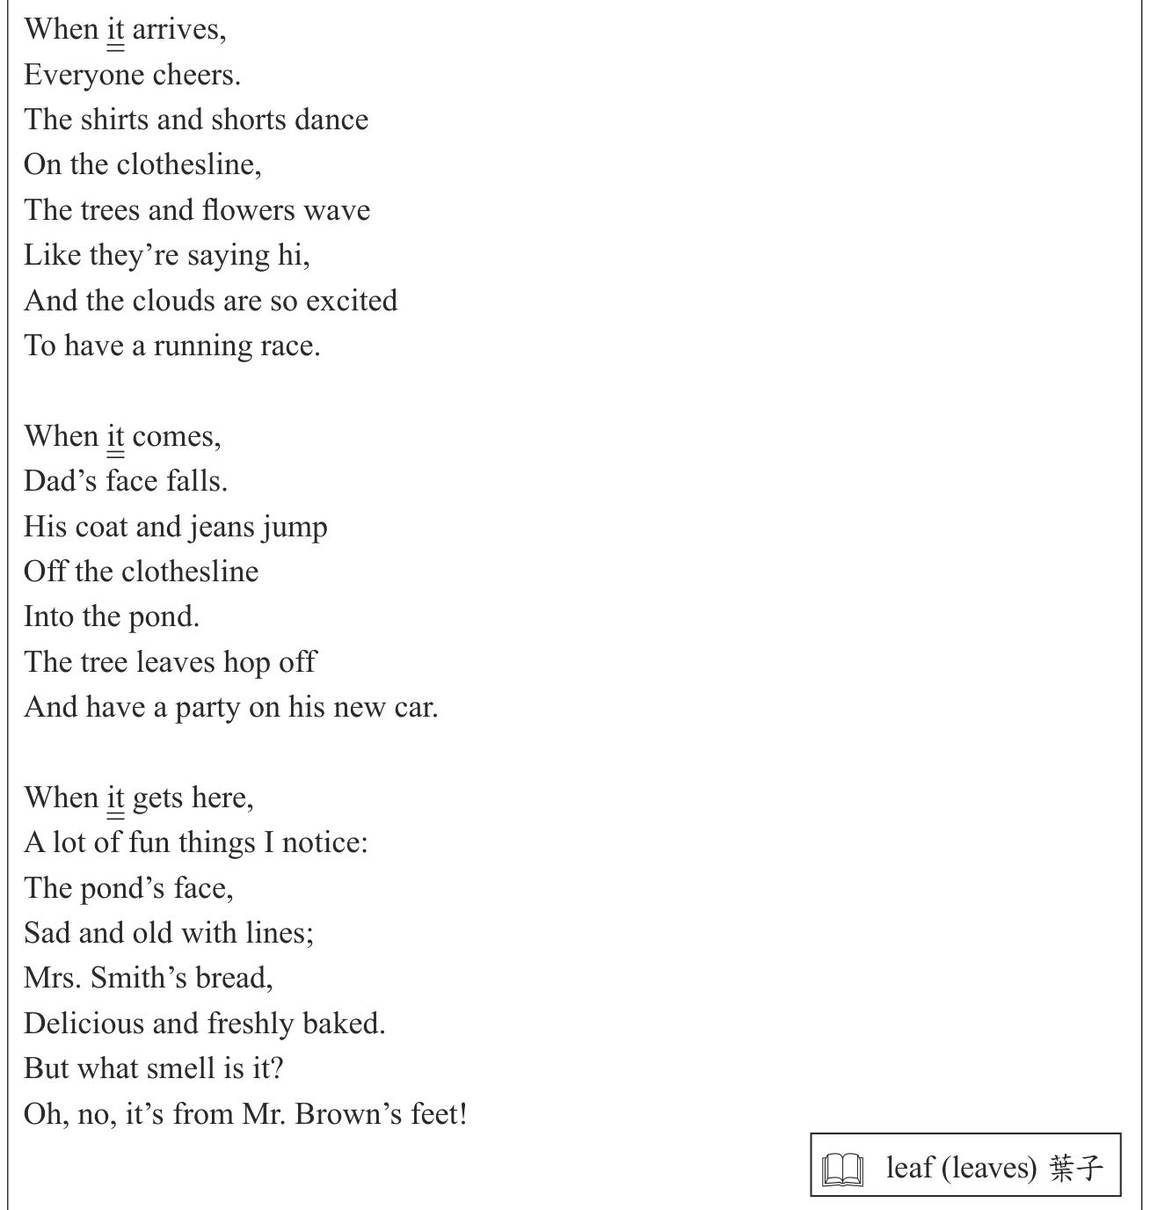 When it arrives,
Everyone cheers.
The shirts and shorts dance
On the clothesline,
The trees and flowers wave
Like they’re saying hi,
And the clouds are so excited
To have a running race.
When it comes,
Dad’s face falls.
His coat and jeans jump
Off the clothesline
Into the pond.
The tree leaves hop off
And have a party on his new car.
When it gets here,
A lot of fun things I notice:
The pond’s face,
Sad and old with lines;
Mrs. Smith’s bread,
Delicious and freshly baked.
But what smell is it?
Oh, no, it’s from Mr. Brown’s feet!
leaf (leaves) 葉子